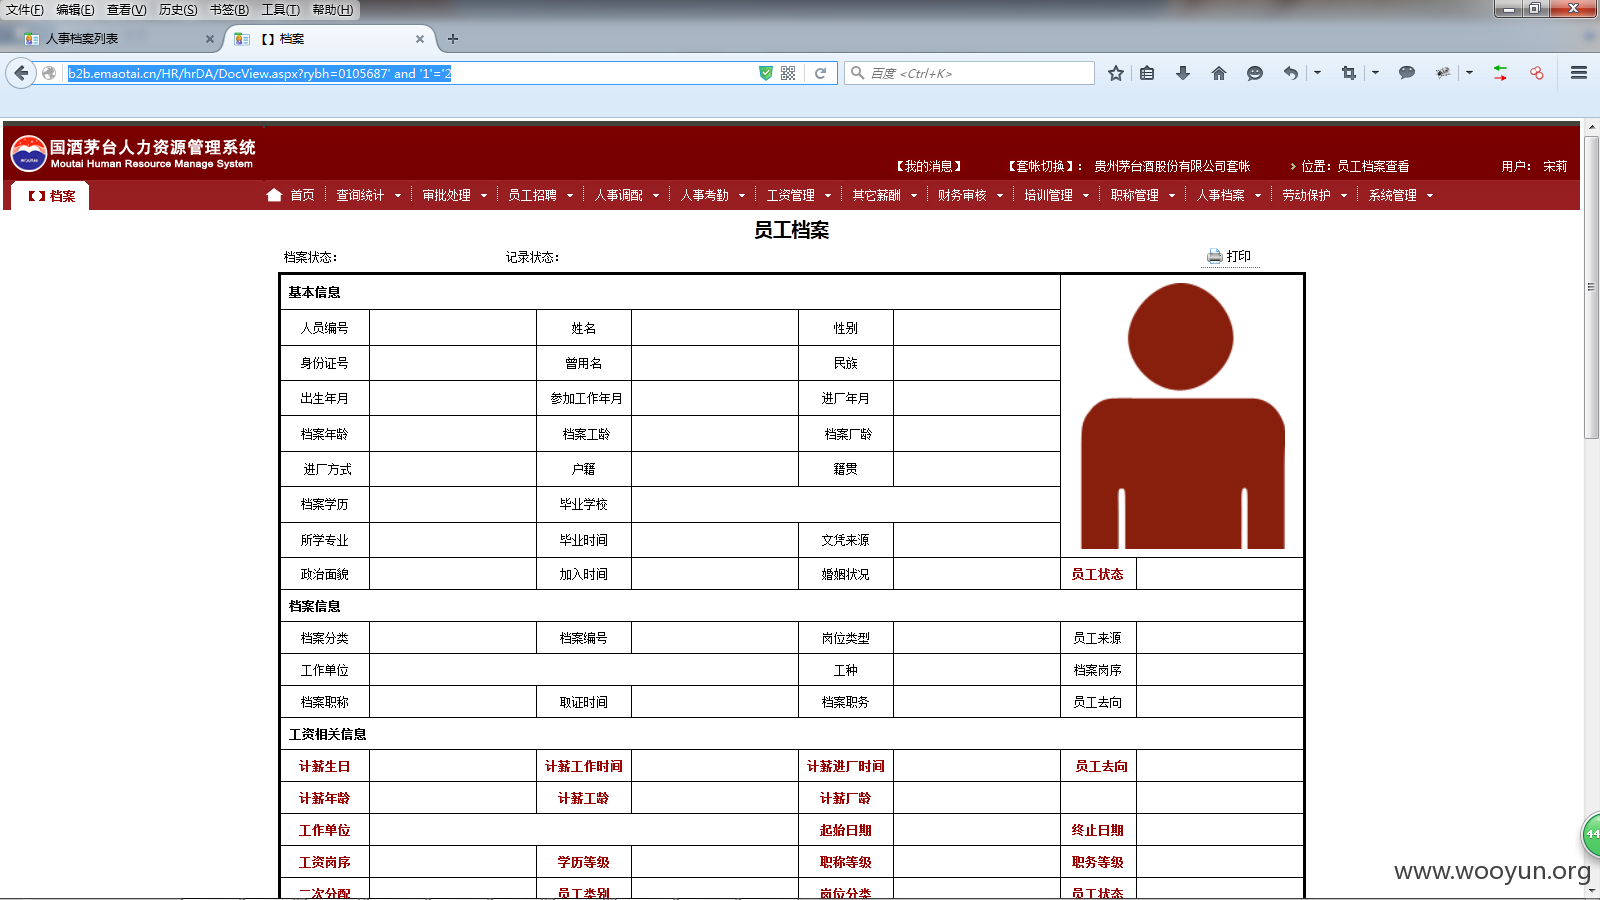 文件(F) 编辑(E) 查看(V) 历史(S) 书签(B) 工具(T) 帮助(H)
人事档案列表 × 【】档案 × +
b2b.emaotai.cn/HR/hrDA/DocView.aspx?rybh=0105687' and '1'='2
百度 <Ctrl+K>
国酒茅台人力资源管理系统
Moutai Human Resource Manage System
MOUTAI
【我的消息】 【套帐切换】： 贵州茅台酒股份有限公司套帐 > 位置：员工档案查看 用户： 宋莉
【】档案 首页 查询统计 审批处理 员工招聘 人事调配 人事考勤 工资管理 其它薪酬 财务审核 培训管理 职称管理 人事档案 劳动保护 系统管理
员工档案
档案状态： 记录状态： 打印
基本信息
人员编号 姓名 性别
身份证号 曾用名 民族
出生年月 参加工作年月 进厂年月
档案年龄 档案工龄 档案厂龄
进厂方式 户籍 籍贯
档案学历 毕业学校
所学专业 毕业时间 文凭来源
政治面貌 加入时间 婚姻状况 员工状态
档案信息
档案分类 档案编号 岗位类型 员工来源
工作单位 工种 档案岗序
档案职称 取证时间 档案职务 员工去向
工资相关信息
计薪生日 计薪工作时间 计薪进厂时间 员工去向
计薪年龄 计薪工龄 计薪厂龄
工作单位 起始日期 终止日期
工资岗序 学历等级 职称等级 职务等级
二次分配 员工类别 岗位分类 员工状态
44
www.wooyun.org